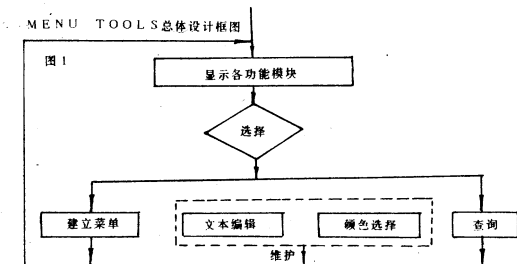 MENU TOOLS总体设计框图
图1
显示各功能模块
选择
建立菜单
文本编辑
颜色选择
查询
维护